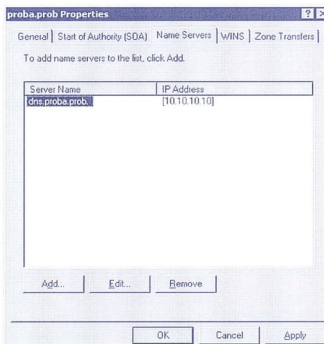 proba.prob Properties
General Start of Authority (SOA) Name Servers WINS Zone Transfers
To add name servers to the list, click Add.
Server Name IP Address
dns.proba.prob. [10.10.10.10]
Add... Edit... Remove
OK Cancel Apply